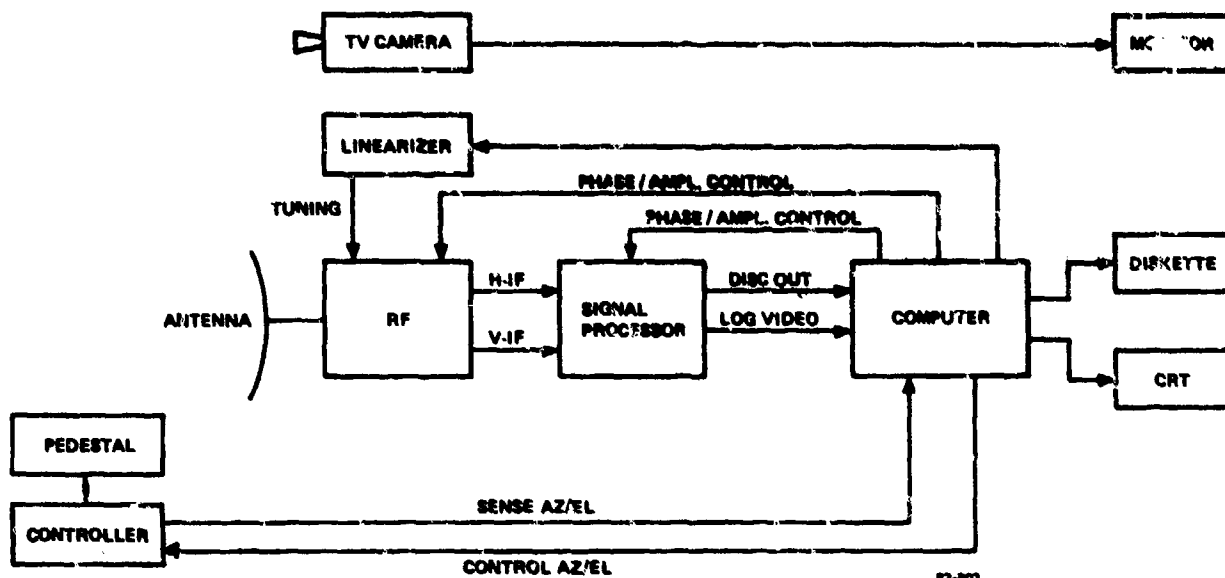 TV CAMERA
LINEARIZER
PHASE / AMPL. CONTROL
TUNING
PHASE / AMPL. CONTROL
DISKETTE
H-IF
DISC OUT
ANTENNA
RF
SIGNAL
PROCESSOR
COMPUTER
V-IF
LOG VIDEO
CRT
PEDESTAL
SENSE AZ/EL
CONTROLLER
CONTROL AZ/EL